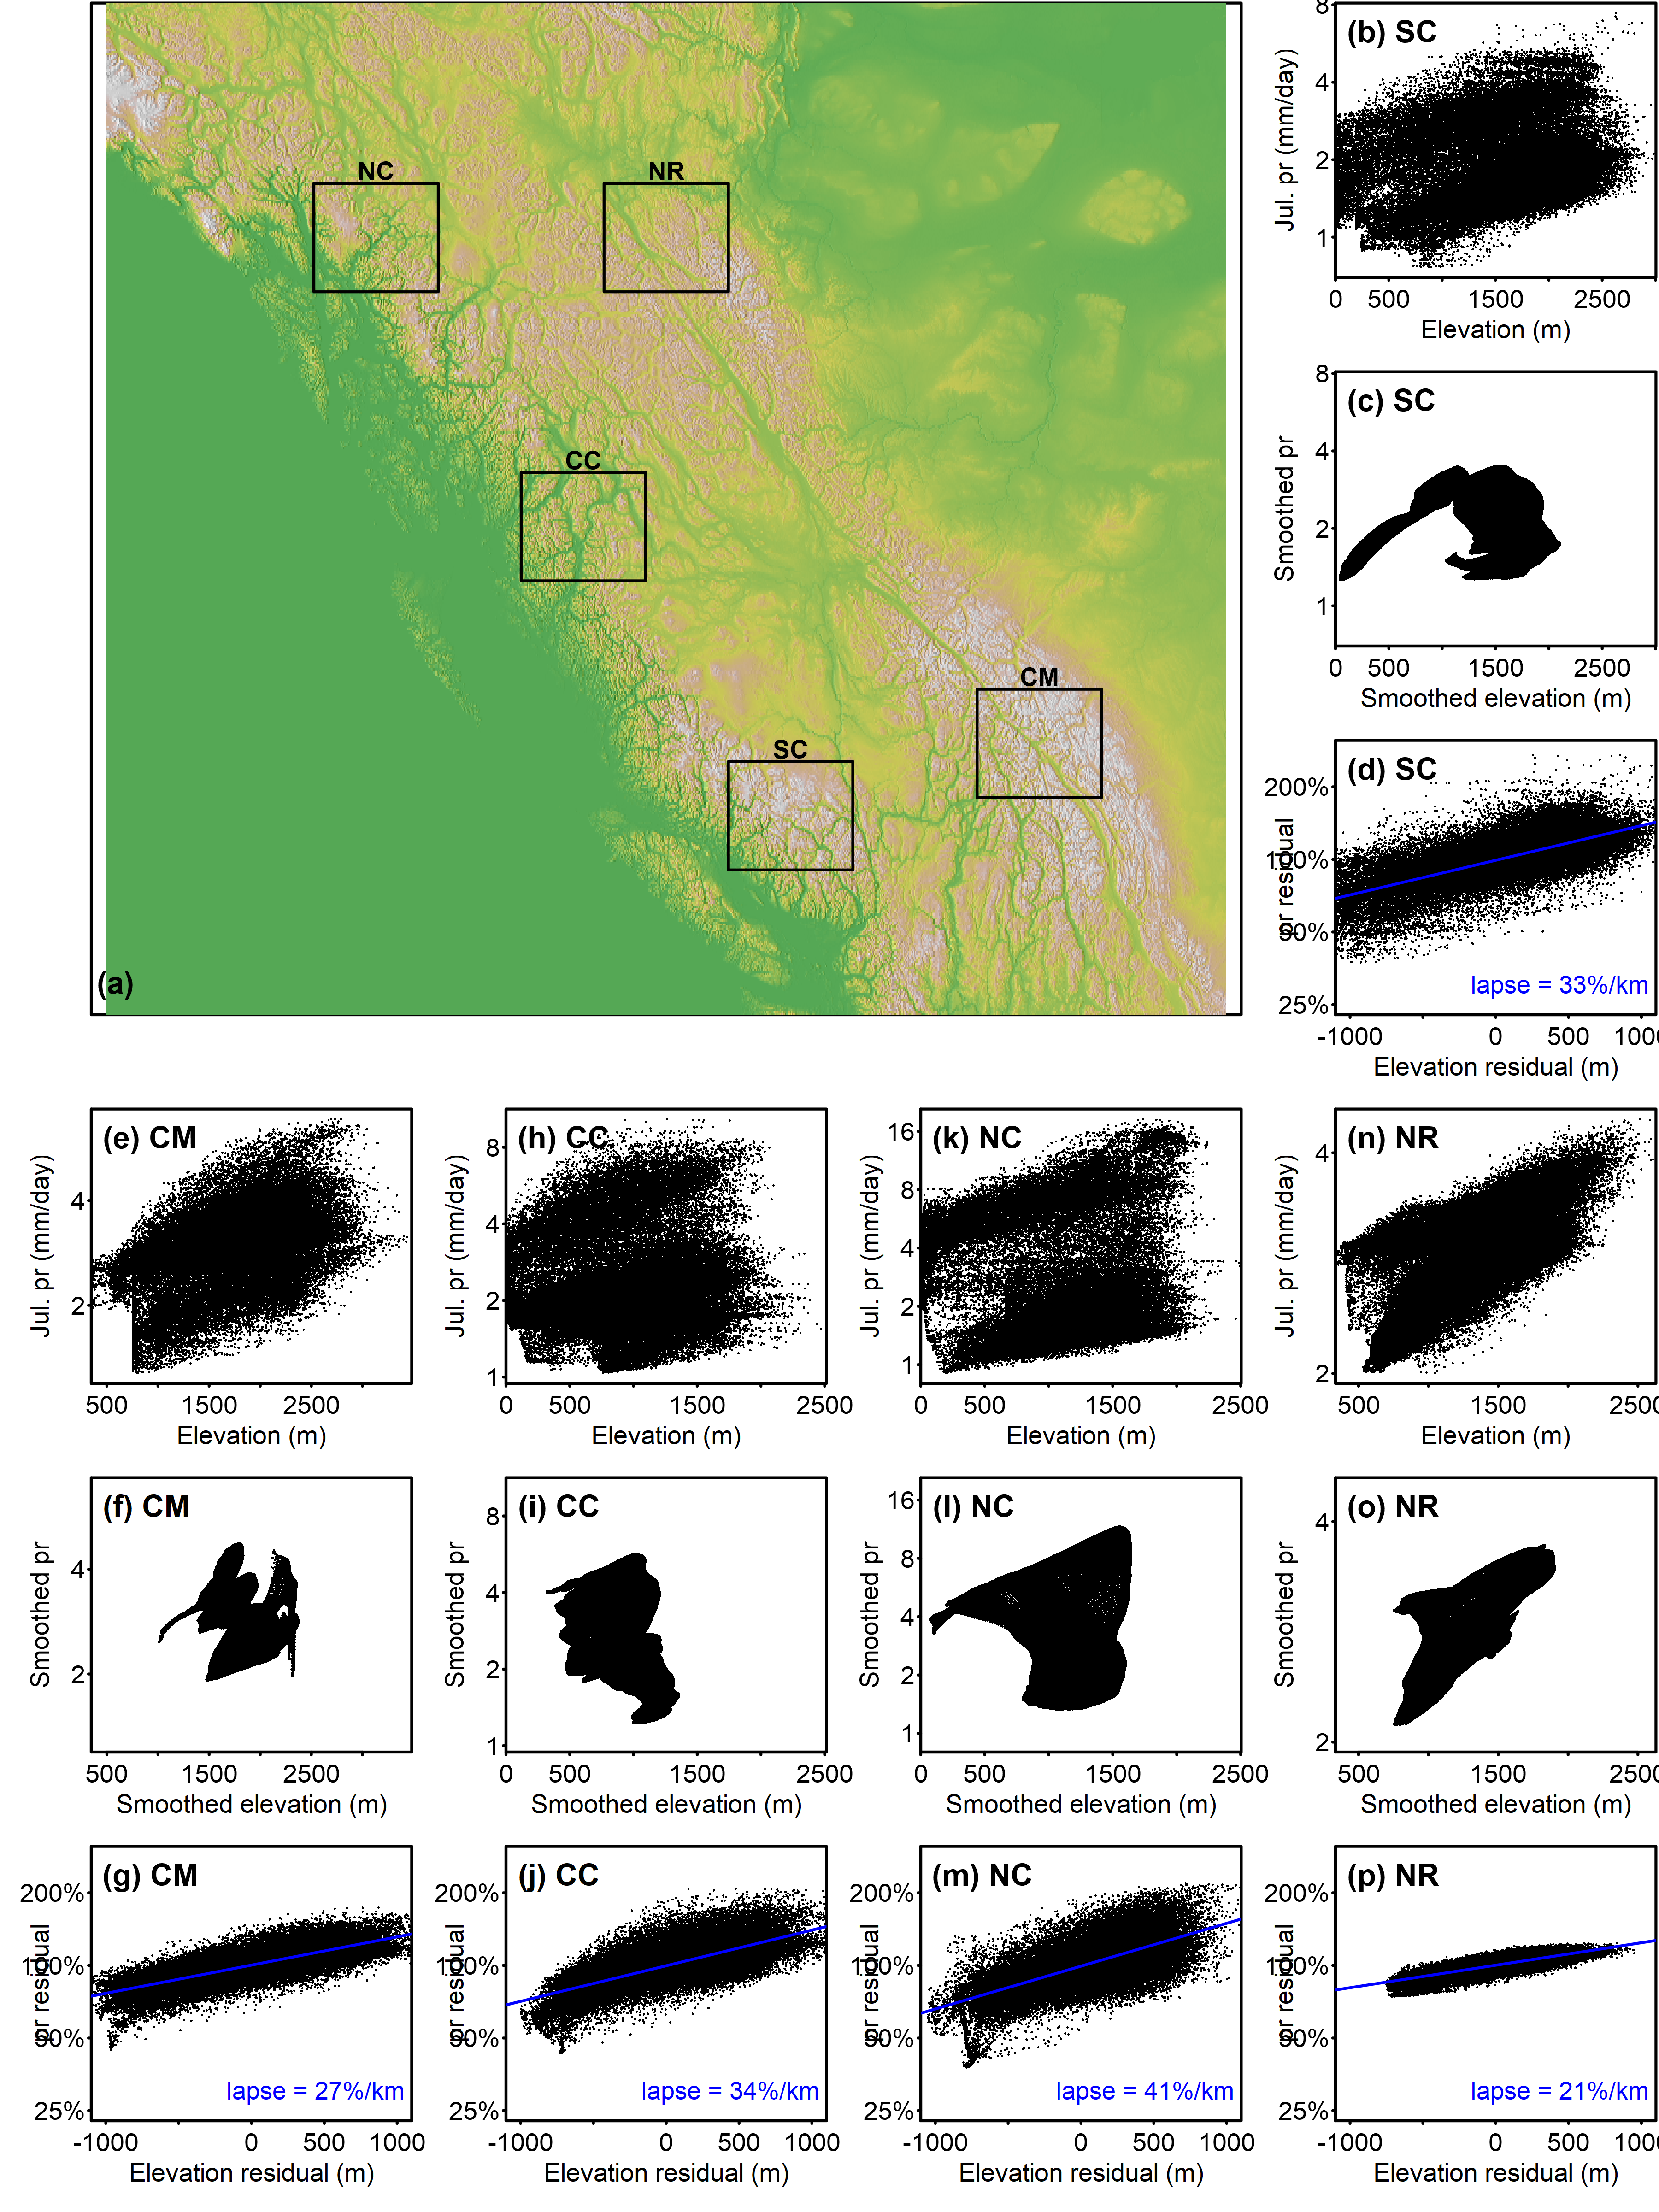 NC
NR
CC
CM
SC
(a)
(b) SC
8
4
2
1
Jul. pr (mm/day)
0 500 1500 2500
Elevation (m)
(c) SC
8
4
2
1
Smoothed pr
0 500 1500 2500
Smoothed elevation (m)
(d) SC
200%
100%
50%
25%
pr residual
lapse = 33%/km
-1000 0 500 1000
Elevation residual (m)
(e) CM
4
2
Jul. pr (mm/day)
500 1500 2500
Elevation (m)
(h) CC
8
4
2
1
Jul. pr (mm/day)
0 500 1500 2500
Elevation (m)
(k) NC
16
8
4
2
1
Jul. pr (mm/day)
0 500 1500 2500
Elevation (m)
(n) NR
4
2
Jul. pr (mm/day)
500 1500 2500
Elevation (m)
(f) CM
4
2
Smoothed pr
500 1500 2500
Smoothed elevation (m)
(i) CC
8
4
2
1
Smoothed pr
0 500 1500 2500
Smoothed elevation (m)
(l) NC
16
8
4
2
1
Smoothed pr
0 500 1500 2500
Smoothed elevation (m)
(o) NR
4
2
Smoothed pr
500 1500 2500
Smoothed elevation (m)
(g) CM
200%
100%
50%
25%
pr residual
lapse = 27%/km
-1000 0 500 1000
Elevation residual (m)
(j) CC
200%
100%
50%
25%
pr residual
lapse = 34%/km
-1000 0 500 1000
Elevation residual (m)
(m) NC
200%
100%
50%
25%
pr residual
lapse = 41%/km
-1000 0 500 1000
Elevation residual (m)
(p) NR
200%
100%
50%
25%
pr residual
lapse = 21%/km
-1000 0 500 1000
Elevation residual (m)